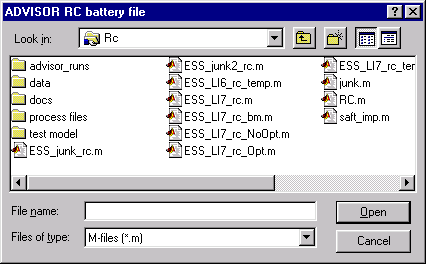 ADVISOR RC battery file
Look in: Rc
advisor_runs
data
docs
process files
test model
ESS_junk_rc.m
ESS_junk2_rc.m
ESS_LI6_rc_temp.m
ESS_LI7_rc.m
ESS_LI7_rc_bm.m
ESS_LI7_rc_NoOpt.m
ESS_LI7_rc_Opt.m
ESS_LI7_rc_ter
junk.m
RC.m
saft_imp.m
File name:
Open
Files of type: M-files (*.m)
Cancel